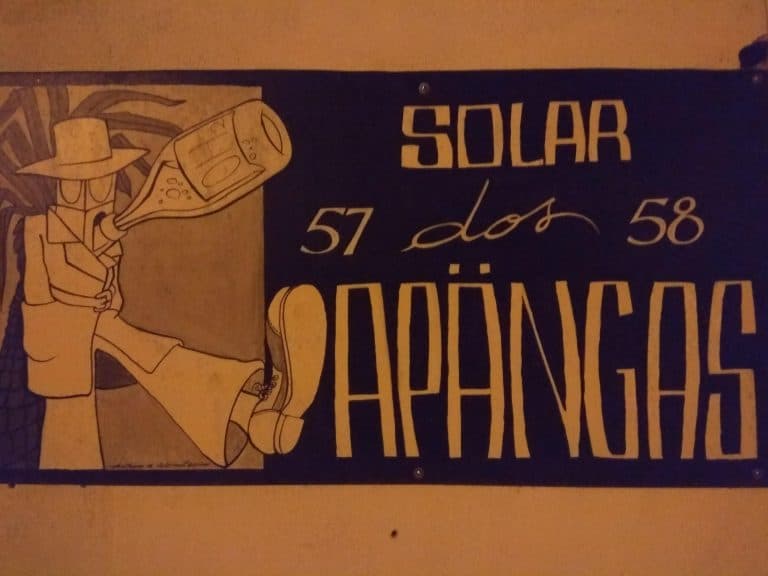 SOLAR
57 dos 58
APÄNGAS